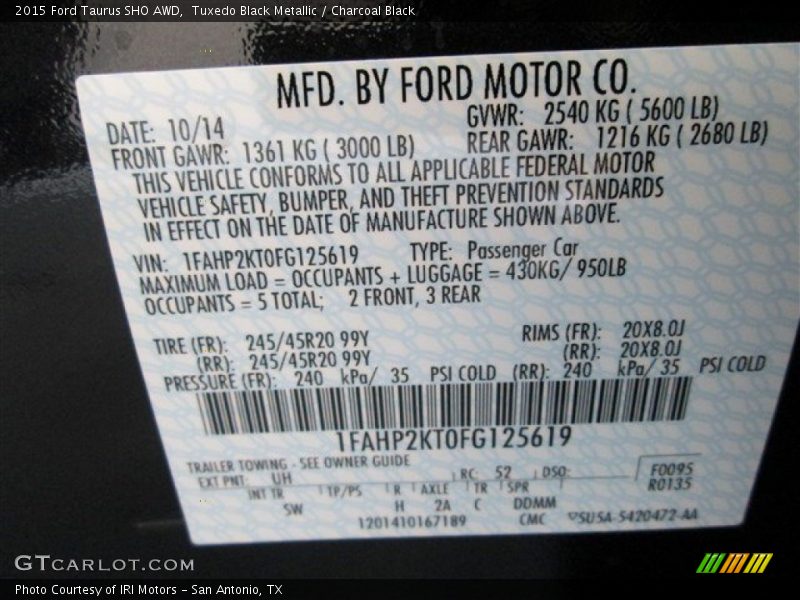 2015 Ford Taurus SHO AWD, Tuxedo Black Metallic / Charcoal Black
MFD. BY FORD MOTOR CO.
DATE: 10/14 GVWR: 2540 KG ( 5600 LB)
FRONT GAWR: 1361 KG ( 3000 LB) REAR GAWR: 1216 KG ( 2680 LB)
THIS VEHICLE CONFORMS TO ALL APPLICABLE FEDERAL MOTOR
VEHICLE SAFETY, BUMPER, AND THEFT PREVENTION STANDARDS
IN EFFECT ON THE DATE OF MANUFACTURE SHOWN ABOVE.
VIN: 1FAHP2KT0FG125619 TYPE: Passenger Car
MAXIMUM LOAD = OCCUPANTS + LUGGAGE = 430KG/ 950LB
OCCUPANTS = 5 TOTAL; 2 FRONT, 3 REAR
TIRE (FR): 245/45R20 99Y RIMS (FR): 20X8.0J
(RR): 245/45R20 99Y (RR): 20X8.0J
PRESSURE (FR): 240 kPa/ 35 PSI COLD (RR): 240 kPa/ 35 PSI COLD
1FAHP2KT0FG125619
TRAILER TOWING - SEE OWNER GUIDE
EXT PNT: UH RC: 52 DSO: F0095
INT TR TP/PS R AXLE TR SPR R0135
SW H 2A C DDMM
1201410167189 CMC SUSA 5420472-AA
GTCARLOT.COM
Photo Courtesy of IRI Motors - San Antonio, TX